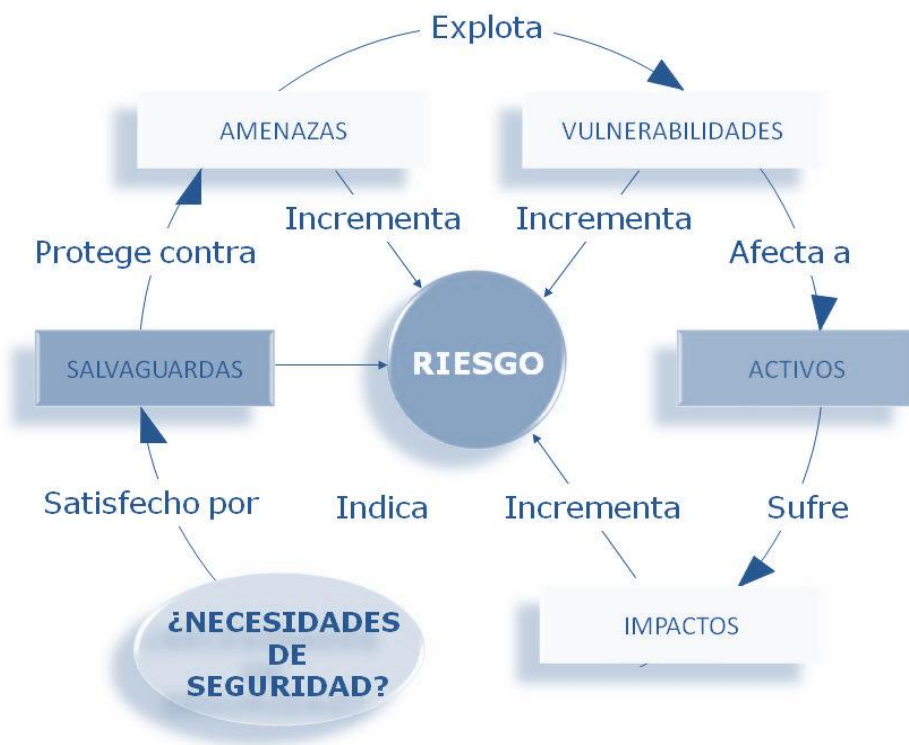 Explota
AMENAZAS
VULNERABILIDADES
Incrementa
Incrementa
Protege contra
Afecta a
SALVAGUARDAS
RIESGO
ACTIVOS
Satisfecho por
Indica
Incrementa
Sufre
¿NECESIDADES
DE
SEGURIDAD?
IMPACTOS